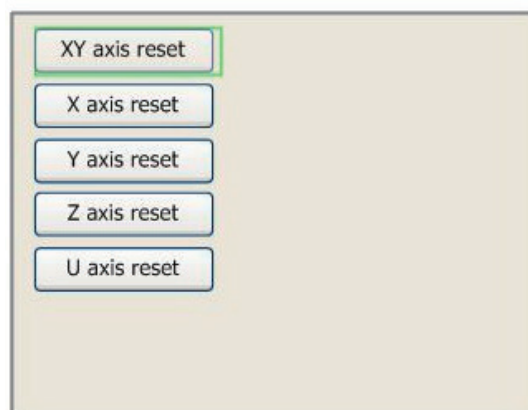 XY axis reset
X axis reset
Y axis reset
Z axis reset
U axis reset